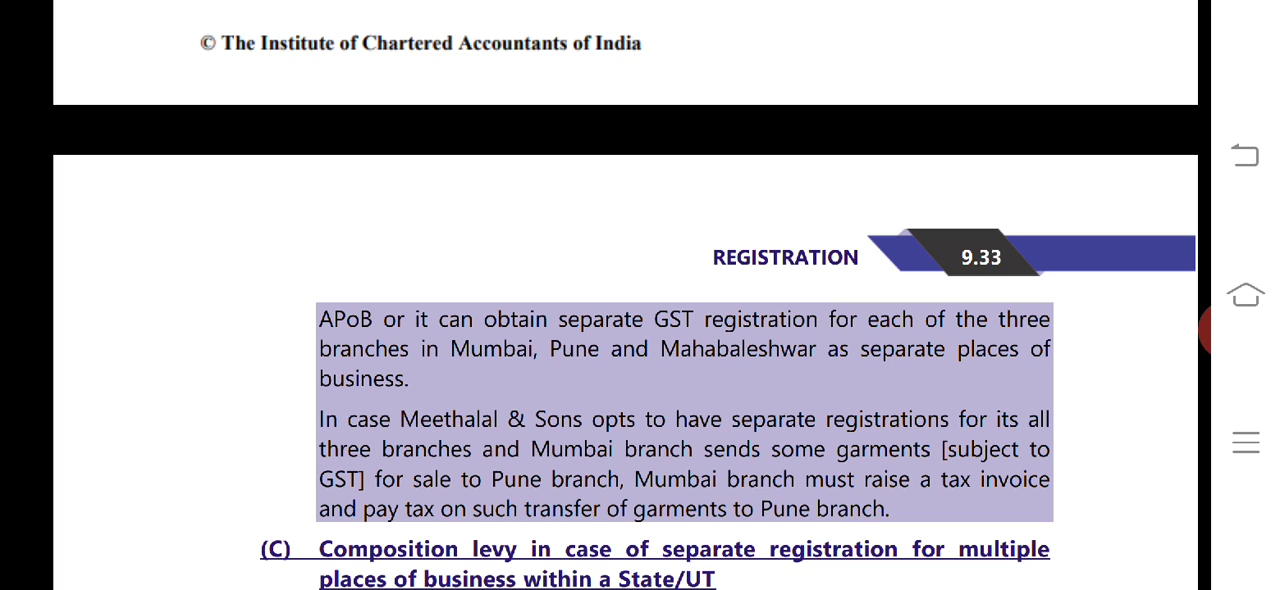 © The Institute of Chartered Accountants of India
REGISTRATION 9.33
APoB or it can obtain separate GST registration for each of the three
branches in Mumbai, Pune and Mahabaleshwar as separate places of
business.
In case Meethalal & Sons opts to have separate registrations for its all
three branches and Mumbai branch sends some garments [subject to
GST] for sale to Pune branch, Mumbai branch must raise a tax invoice
and pay tax on such transfer of garments to Pune branch.
(C) Composition levy in case of separate registration for multiple
places of business within a State/UT